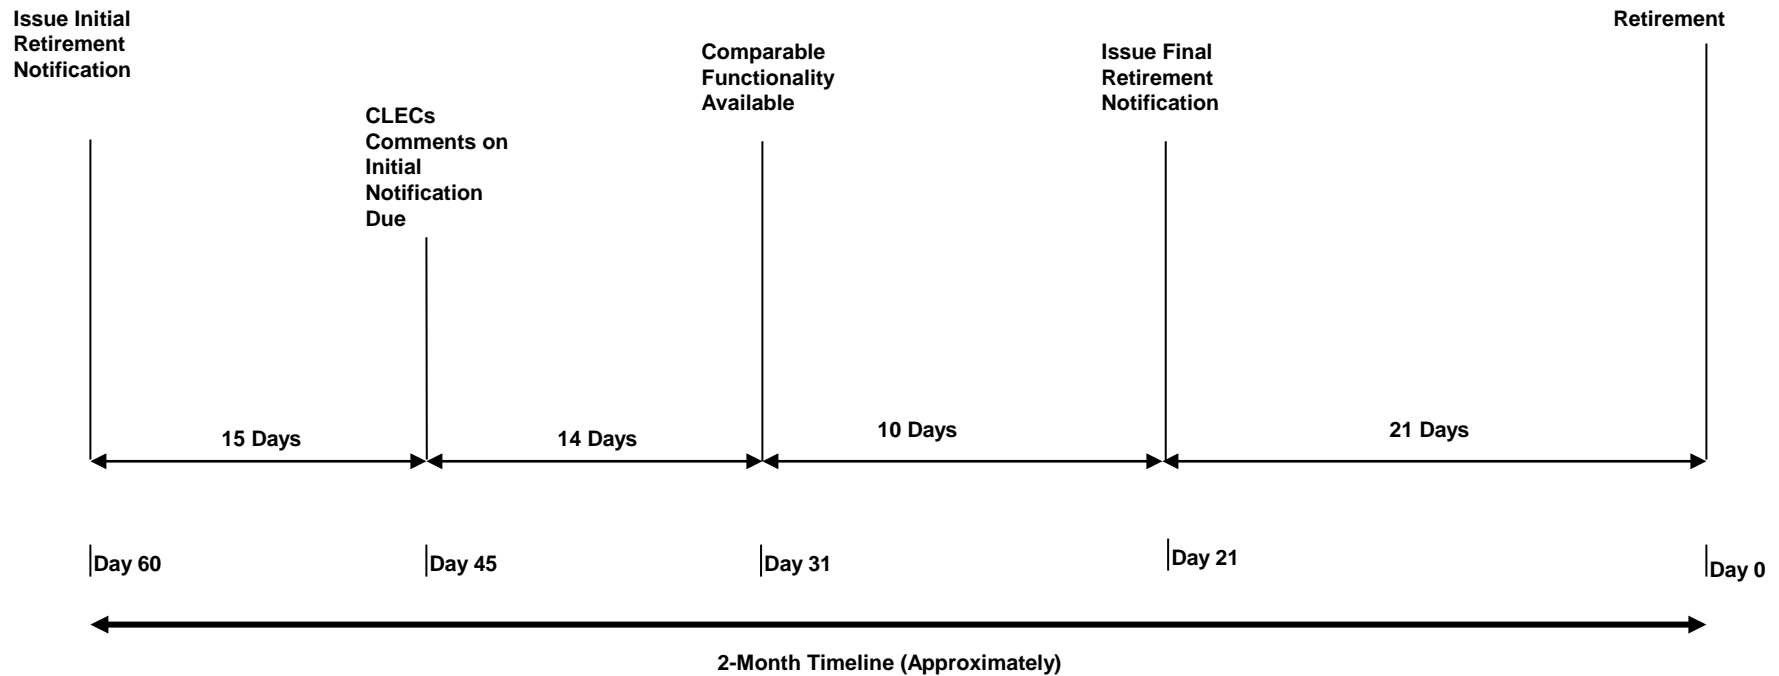 Issue Initial
Retirement
Notification
CLECs
Comments on
Initial
Notification
Due
Comparable
Functionality
Available
Issue Final
Retirement
Notification
Retirement
15 Days
14 Days
10 Days
21 Days
Day 60
Day 45
Day 31
Day 21
Day 0
2-Month Timeline (Approximately)